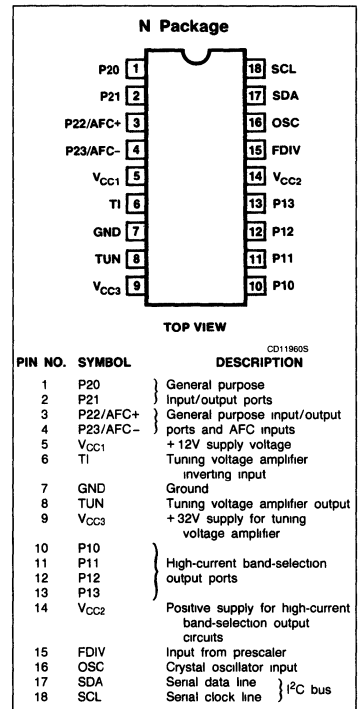 N Package
P20 1 18 SCL
P21 2 17 SDA
P22/AFC+ 3 16 OSC
P23/AFC− 4 15 FDIV
VCC1 5 14 VCC2
TI 6 13 P13
GND 7 12 P12
TUN 8 11 P11
VCC3 9 10 P10
TOP VIEW
CD11960S
PIN NO. SYMBOL DESCRIPTION
1 P20 General purpose
2 P21 Input/output ports
3 P22/AFC+ General purpose input/output
4 P23/AFC− ports and AFC inputs
5 VCC1 +12V supply voltage
6 TI Tuning voltage amplifier
inverting input
7 GND Ground
8 TUN Tuning voltage amplifier output
9 VCC3 +32V supply for tuning
voltage amplifier
10 P10
11 P11 High-current band-selection
12 P12 output ports
13 P13
14 VCC2 Positive supply for high-current
band-selection output
circuits
15 FDIV Input from prescaler
16 OSC Crystal oscillator input
17 SDA Serial data line
18 SCL Serial clock line } I²C bus